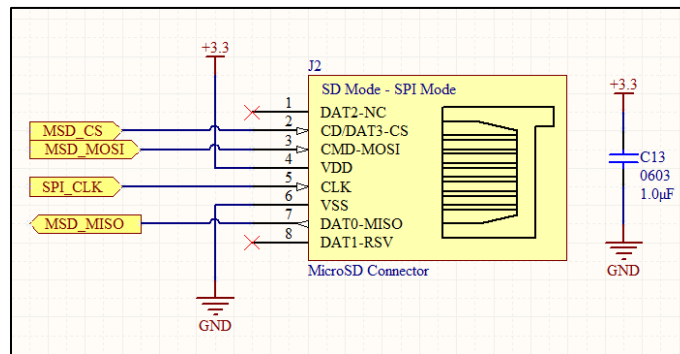 +3.3
J2
SD Mode - SPI Mode
1 DAT2-NC
MSD_CS 2 CD/DAT3-CS
MSD_MOSI 3 CMD-MOSI
4 VDD
SPI_CLK 5 CLK
6 VSS
MSD_MISO 7 DAT0-MISO
8 DAT1-RSV
MicroSD Connector
GND
+3.3
C13
0603
1.0µF
GND